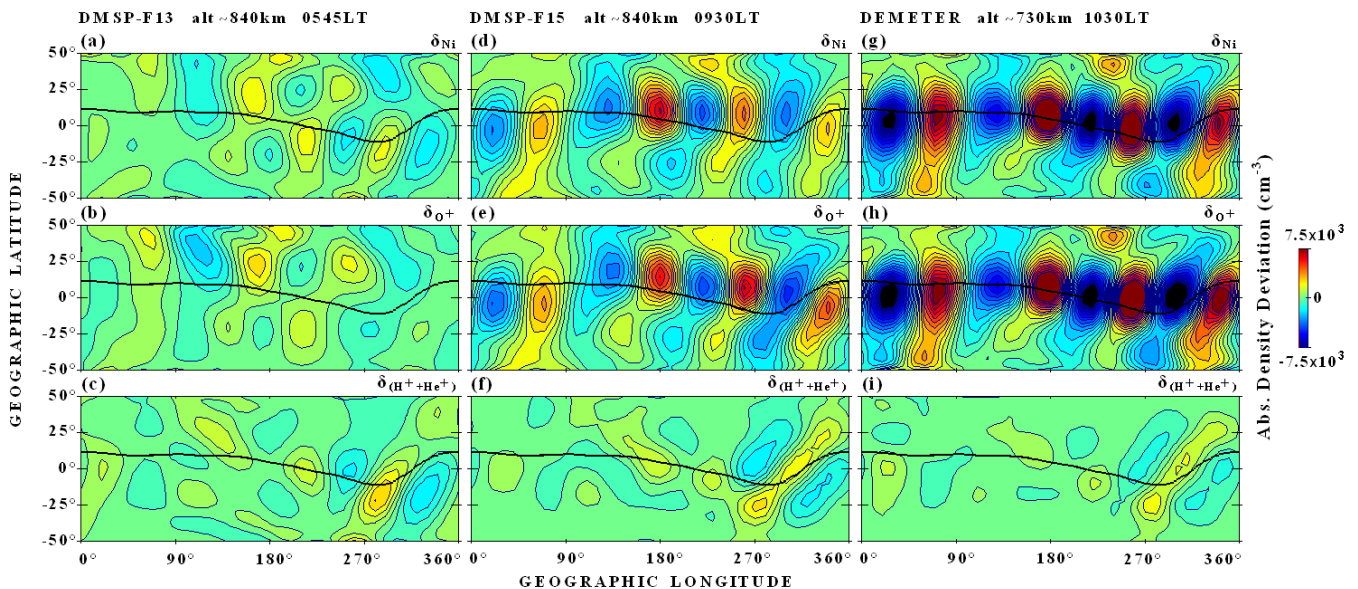 DMSP-F13 alt ~840km 0545LT DMSP-F15 alt ~840km 0930LT DEMETER alt ~730km 1030LT
(a) δNi (d) δNi (g) δNi
50°
25°
0°
-25°
-50°
(b) δO+ (e) δO+ (h) δO+
50°
25°
0°
-25°
-50°
(c) δ(H++He+) (f) δ(H++He+) (i) δ(H++He+)
50°
25°
0°
-25°
-50°
0° 90° 180° 270° 360° 0° 90° 180° 270° 360° 0° 90° 180° 270° 360°
GEOGRAPHIC LONGITUDE
GEOGRAPHIC LATITUDE
7.5x10³
0
-7.5x10³
Abs. Density Deviation (cm⁻³)